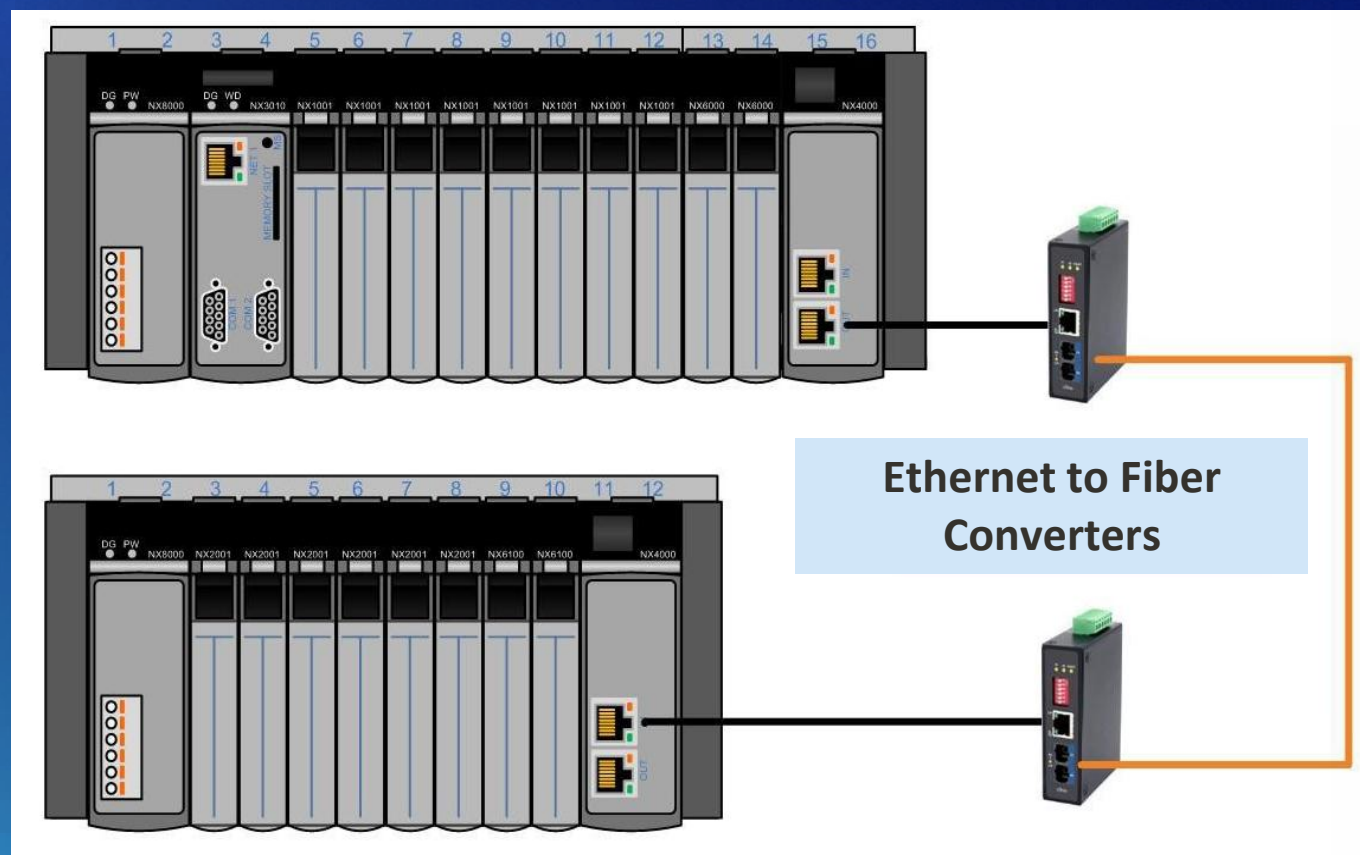 1 2 3 4 5 6 7 8 9 10 11 12 13 14 15 16
DG PW NX8000 DG WD NX3010 NX1001 NX1001 NX1001 NX1001 NX1001 NX1001 NX1001 NX1001 NX6000 NX6000 NX4000
NET 1
MS
MEMORY SLOT
COM 1
COM 2
IN
OUT
Ethernet to Fiber
Converters
1 2 3 4 5 6 7 8 9 10 11 12
DG PW NX8000 NX2001 NX2001 NX2001 NX2001 NX2001 NX2001 NX6100 NX6100 NX4000
OUT